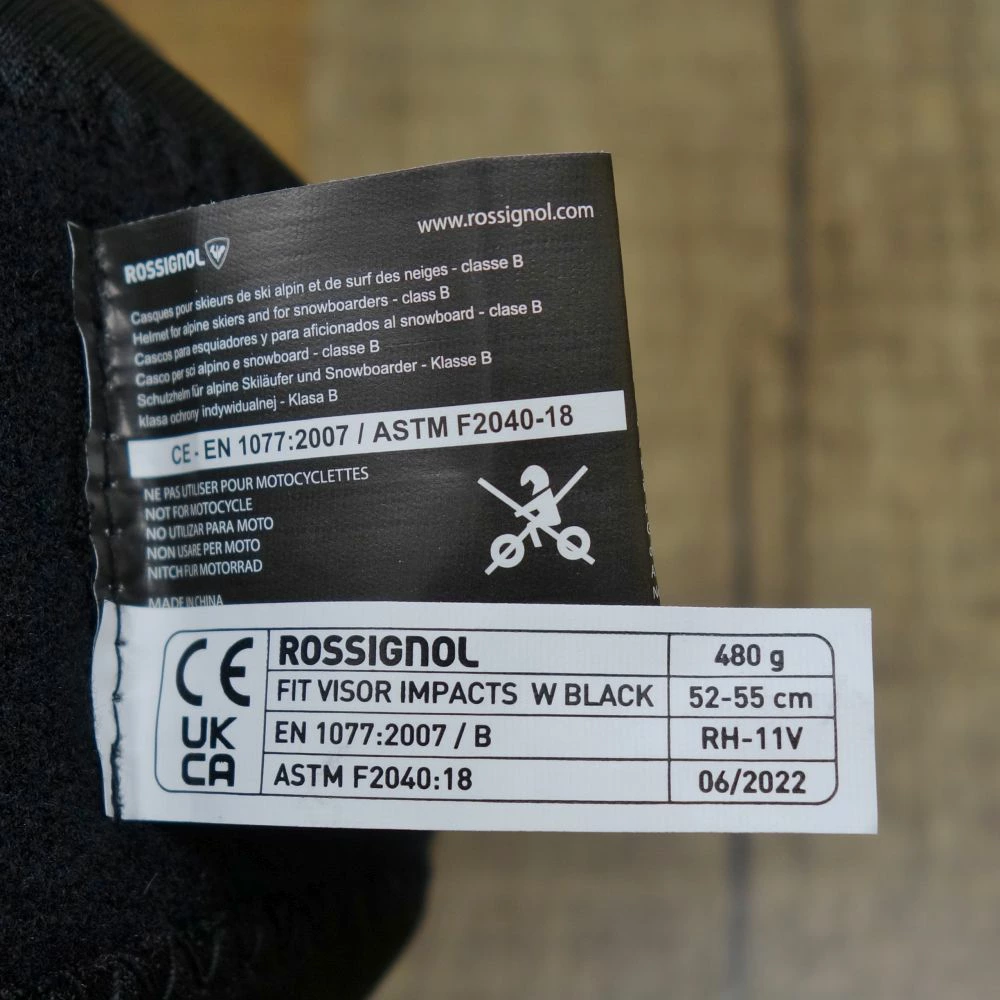 www.rossignol.com
ROSSIGNOL
Casques pour skieurs de ski alpin et de surf des neiges - classe B
Helmet for alpine skiers and for snowboarders - class B
Cascos para esquiadores y para aficionados al snowboard - clase B
Casco per sci alpino e snowboard - classe B
Schutzhelm für alpine Skiläufer und Snowboarder - Klasse B
klasa ochrony indywidualnej - Klasa B
CE - EN 1077:2007 / ASTM F2040-18
NE PAS UTILISER POUR MOTOCYCLETTES
NOT FOR MOTOCYCLE
NO UTILIZAR PARA MOTO
NON USARE PER MOTO
NITCH FUR MOTORRAD
MADE IN CHINA
CE
UK
CA
ROSSIGNOL 480 g
FIT VISOR IMPACTS W BLACK 52-55 cm
EN 1077:2007 / B RH-11V
ASTM F2040:18 06/2022